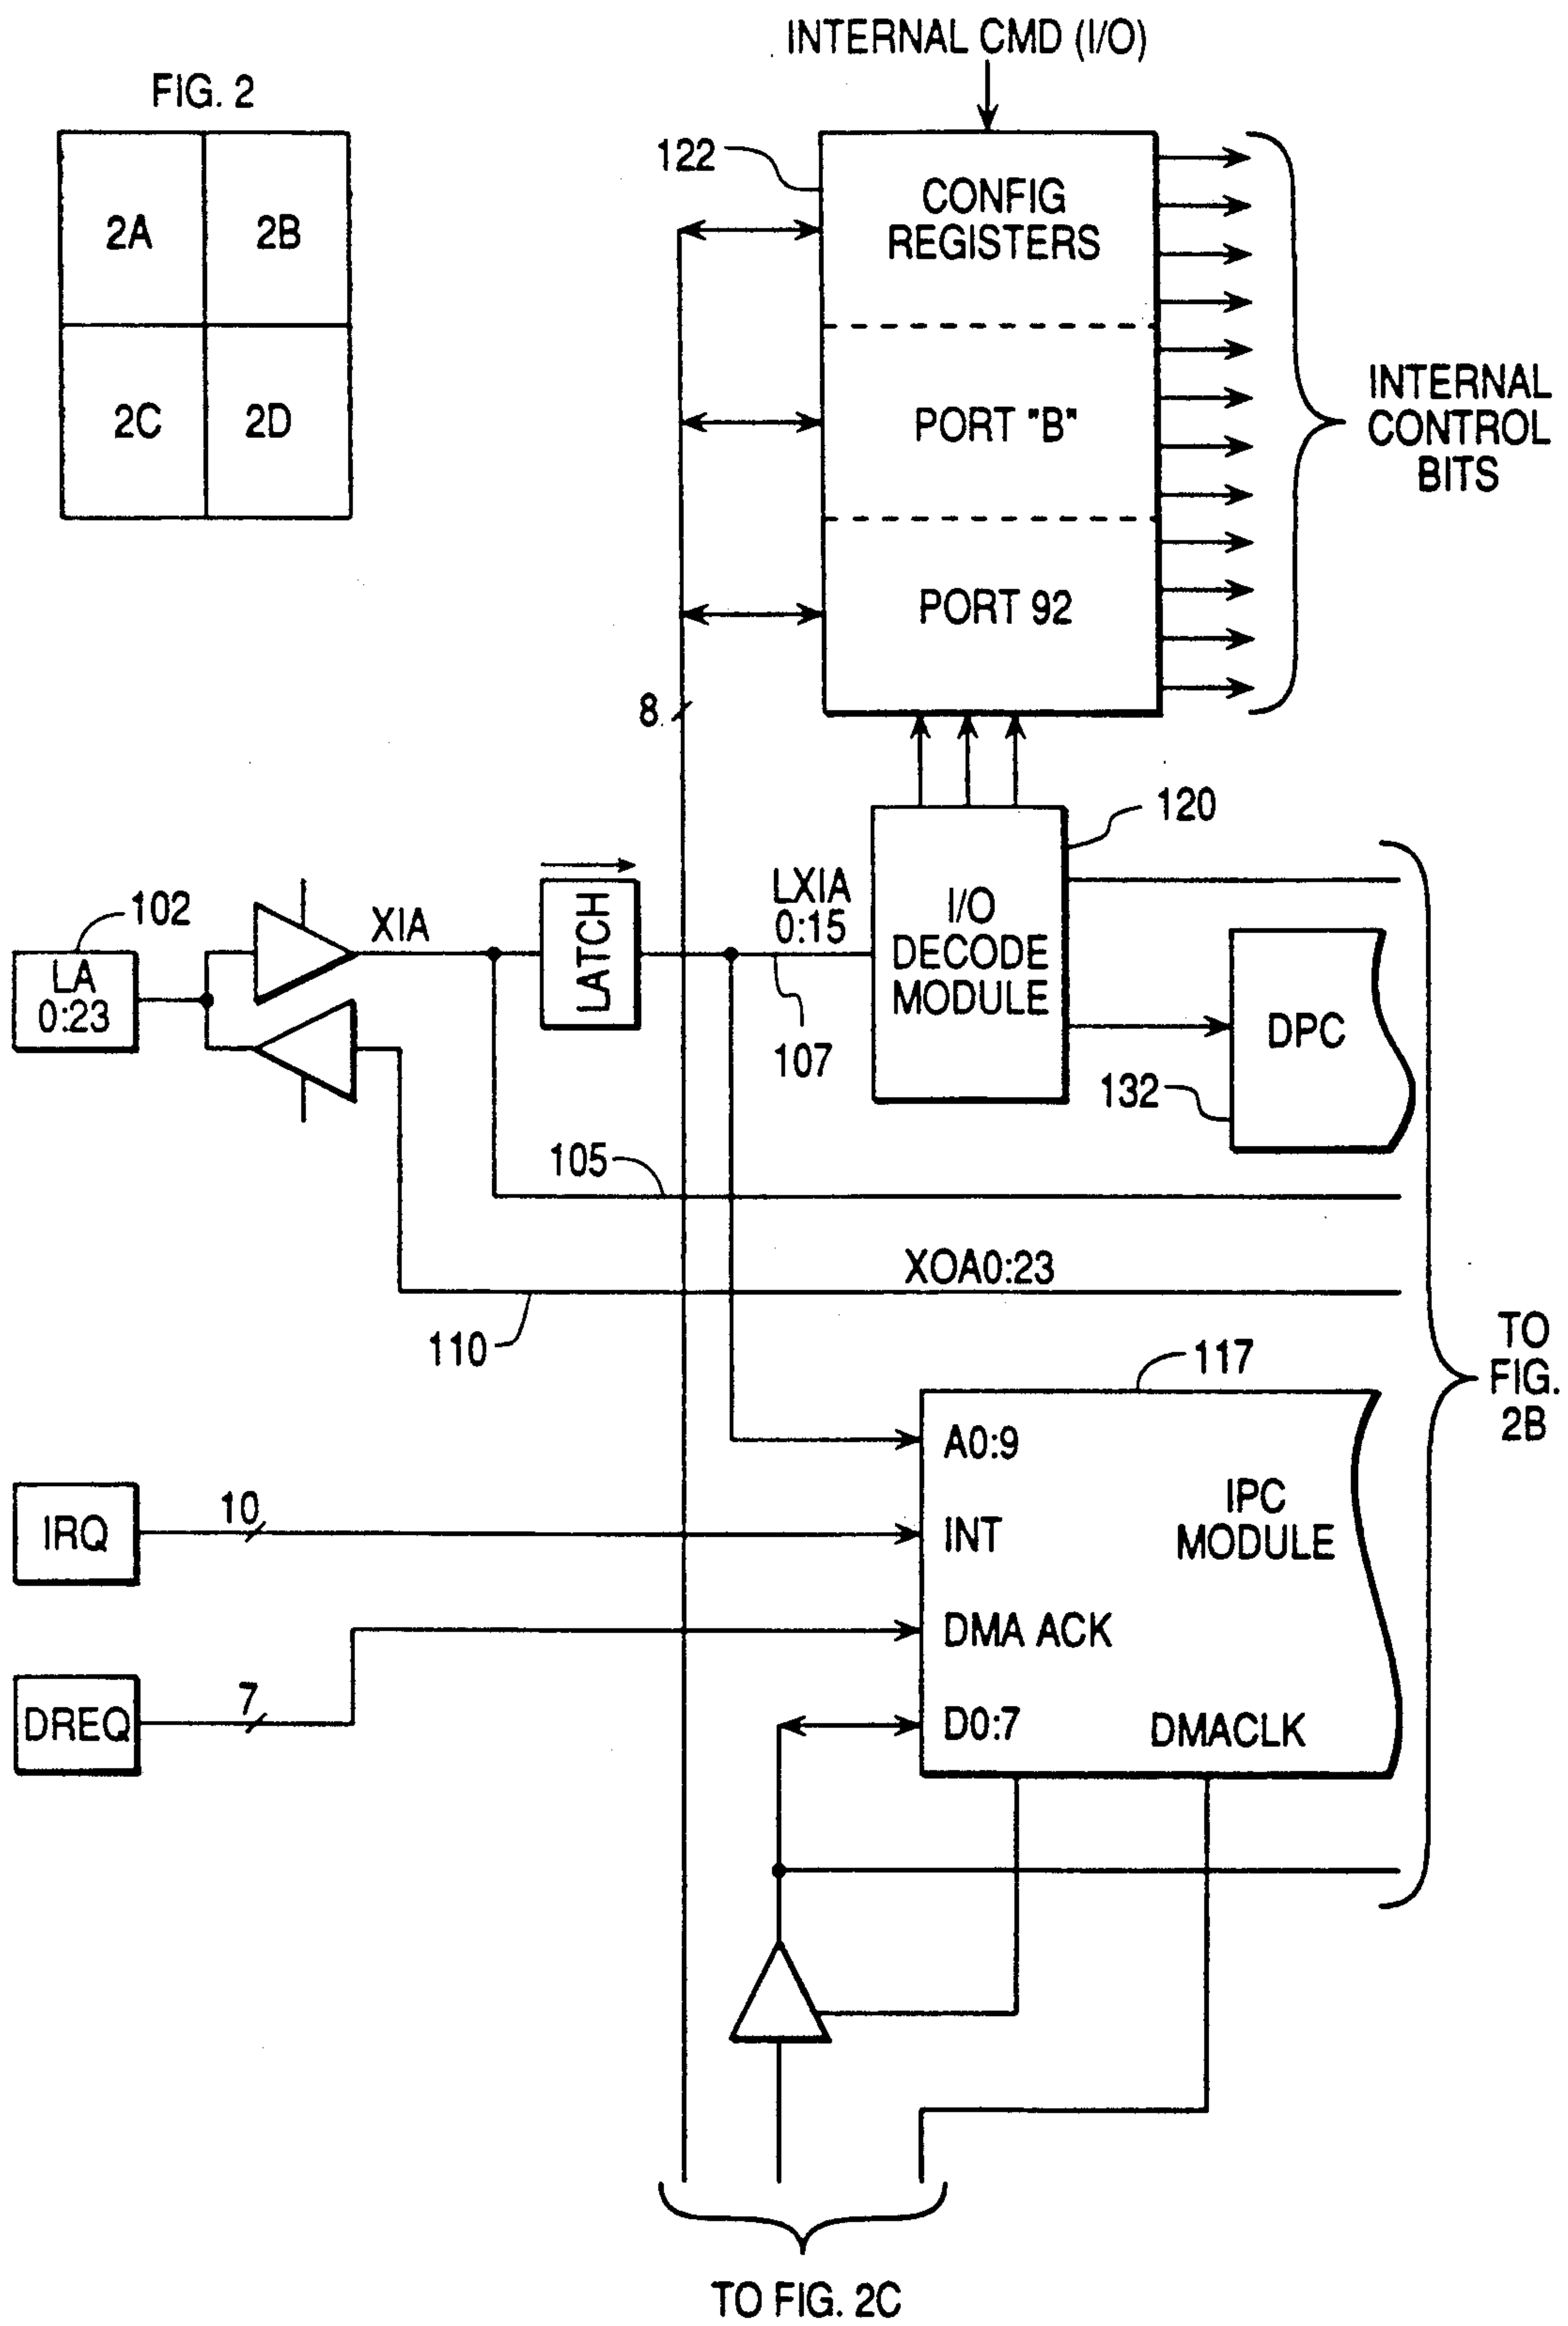 INTERNAL CMD (I/O)
FIG. 2
2A
2B
2C
2D
122
CONFIG
REGISTERS
PORT "B"
PORT 92
INTERNAL
CONTROL
BITS
8
120
102
LA
0:23
XIA
LATCH
LXIA
0:15
107
I/O
DECODE
MODULE
DPC
132
105
XOA0:23
110
117
TO
FIG.
2B
A0:9
IPC
MODULE
IRQ
10
INT
DMA ACK
DREQ
7
D0:7
DMACLK
TO FIG. 2C